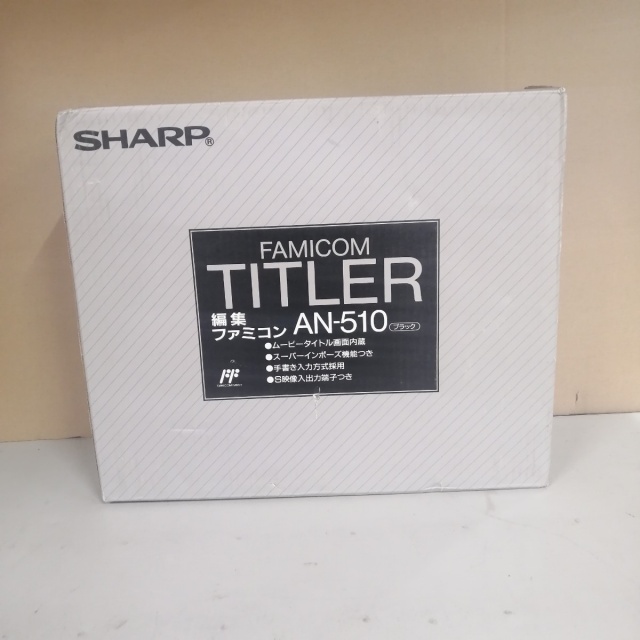 SHARP®
FAMICOM
TITLER
編集
ファミコン AN-510 ブラック
●ムービータイトル画面内蔵
●スーパーインポーズ機能つき
●手書き入力方式採用
●S映像入出力端子つき